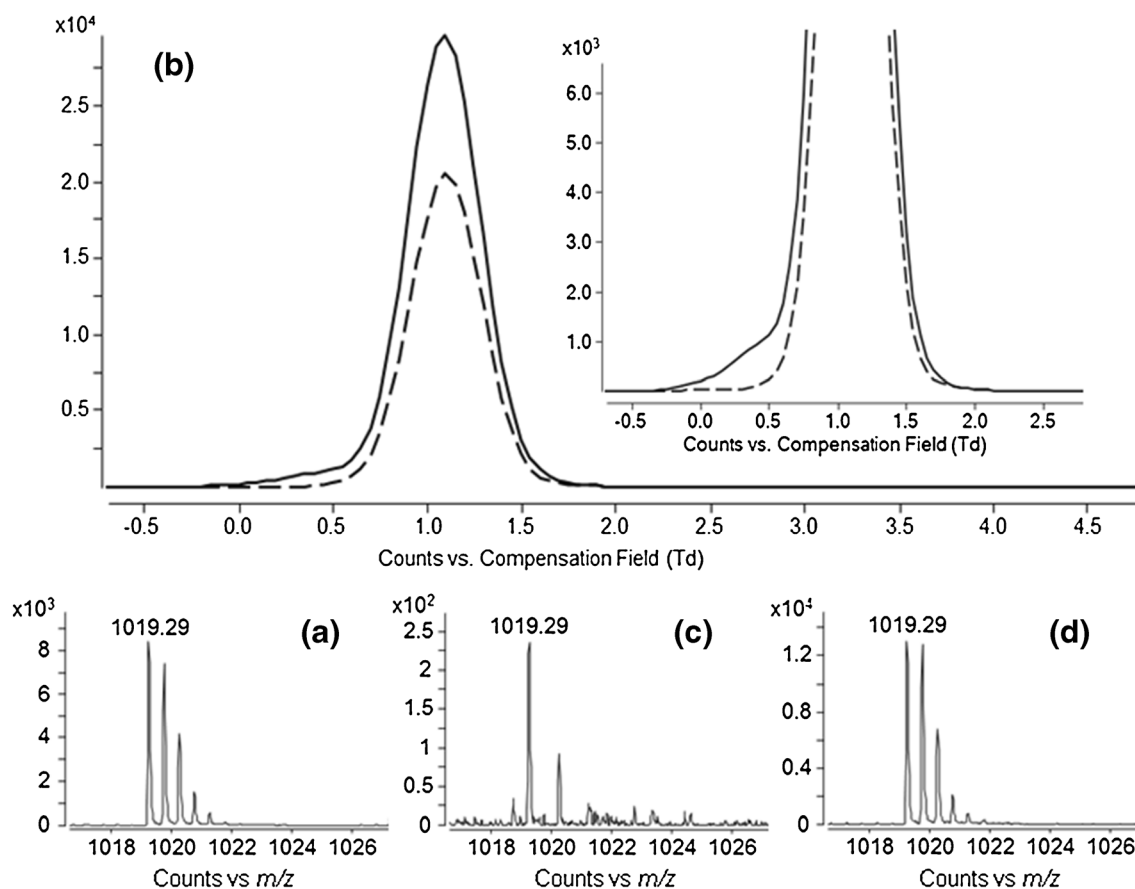 (b)
x10⁴
2.5
2.0
1.5
1.0
0.5
-0.5 0.0 0.5 1.0 1.5 2.0 2.5 3.0 3.5 4.0 4.5
Counts vs. Compensation Field (Td)
x10³
6.0
5.0
4.0
3.0
2.0
1.0
-0.5 0.0 0.5 1.0 1.5 2.0 2.5
Counts vs. Compensation Field (Td)
x10³
1019.29
(a)
8
6
4
2
0
1018 1020 1022 1024 1026
Counts vs m/z
x10²
1019.29
(c)
2.5
2
1.5
1
0.5
0
1018 1020 1022 1024 1026
Counts vs m/z
x10⁴
1019.29
(d)
1.2
0.8
0.4
0
1018 1020 1022 1024 1026
Counts vs m/z